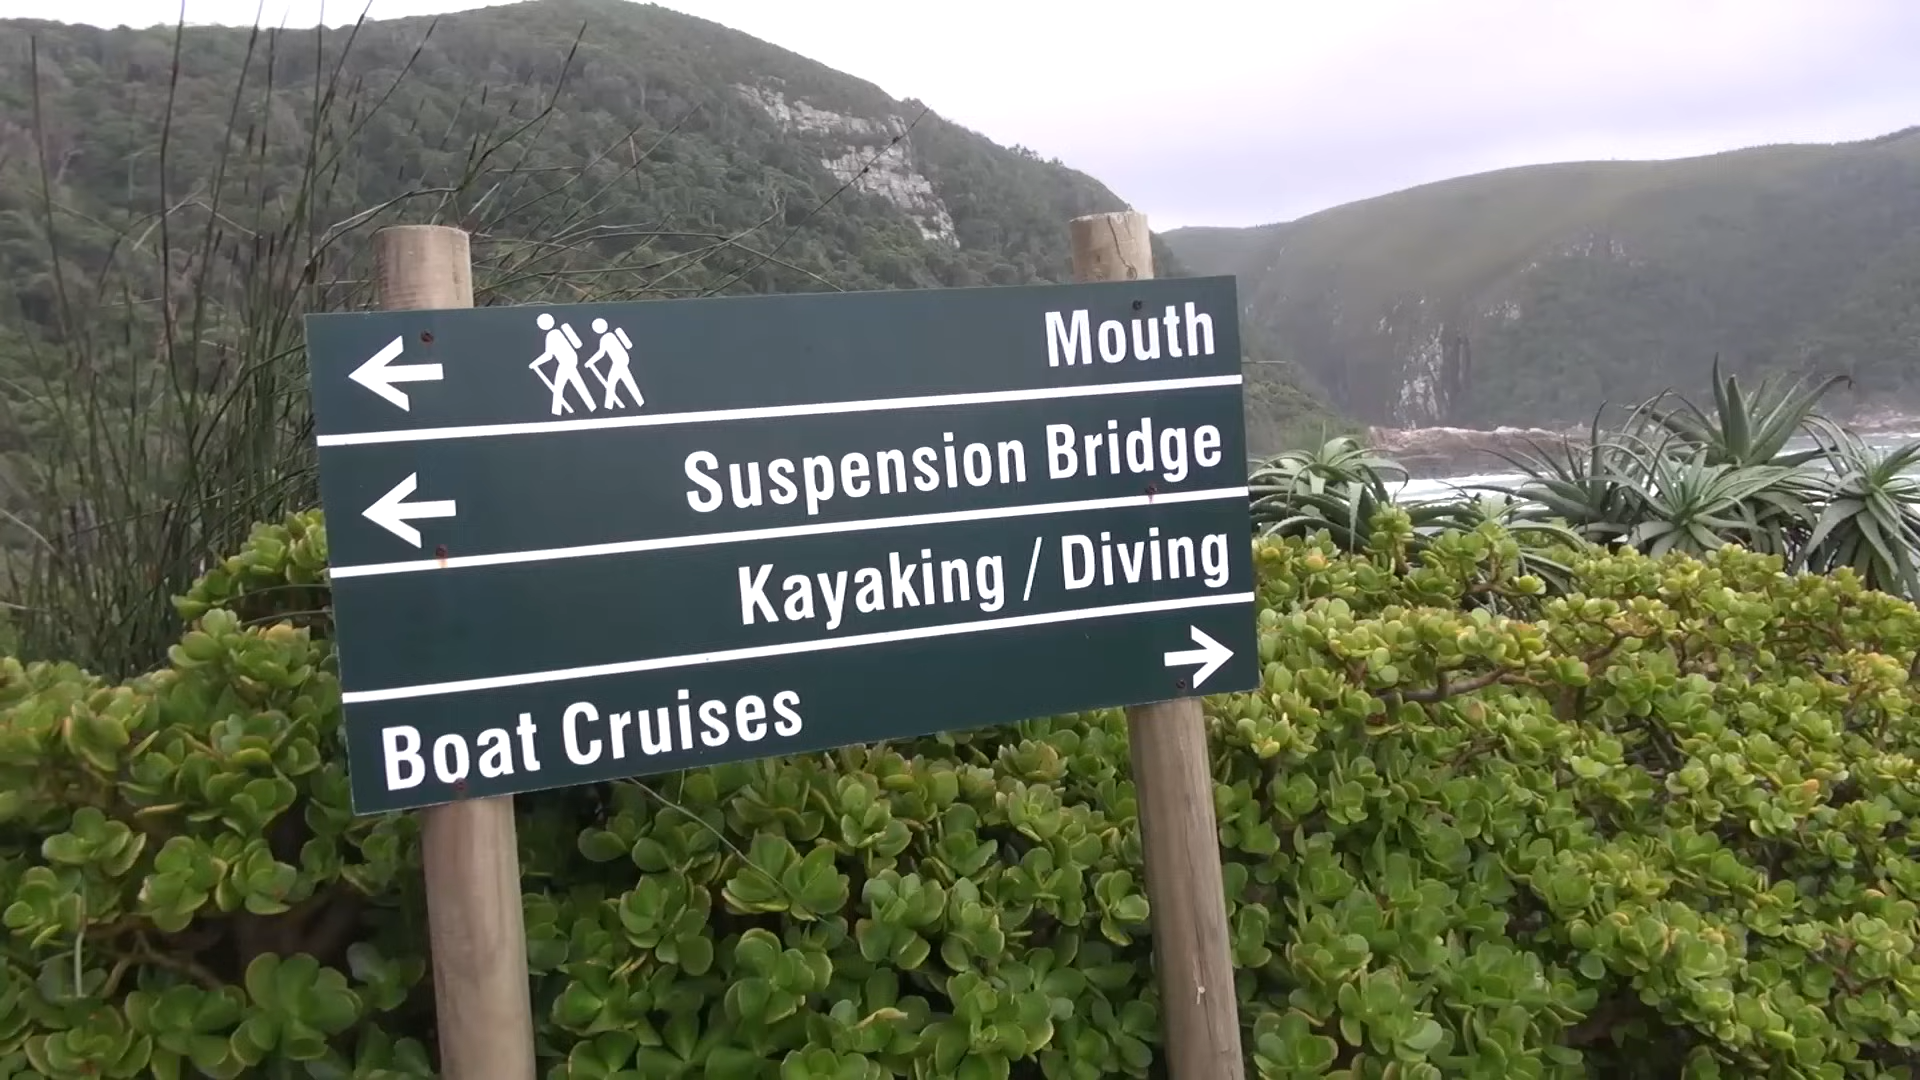 Mouth
Suspension Bridge
Kayaking / Diving
Boat Cruises